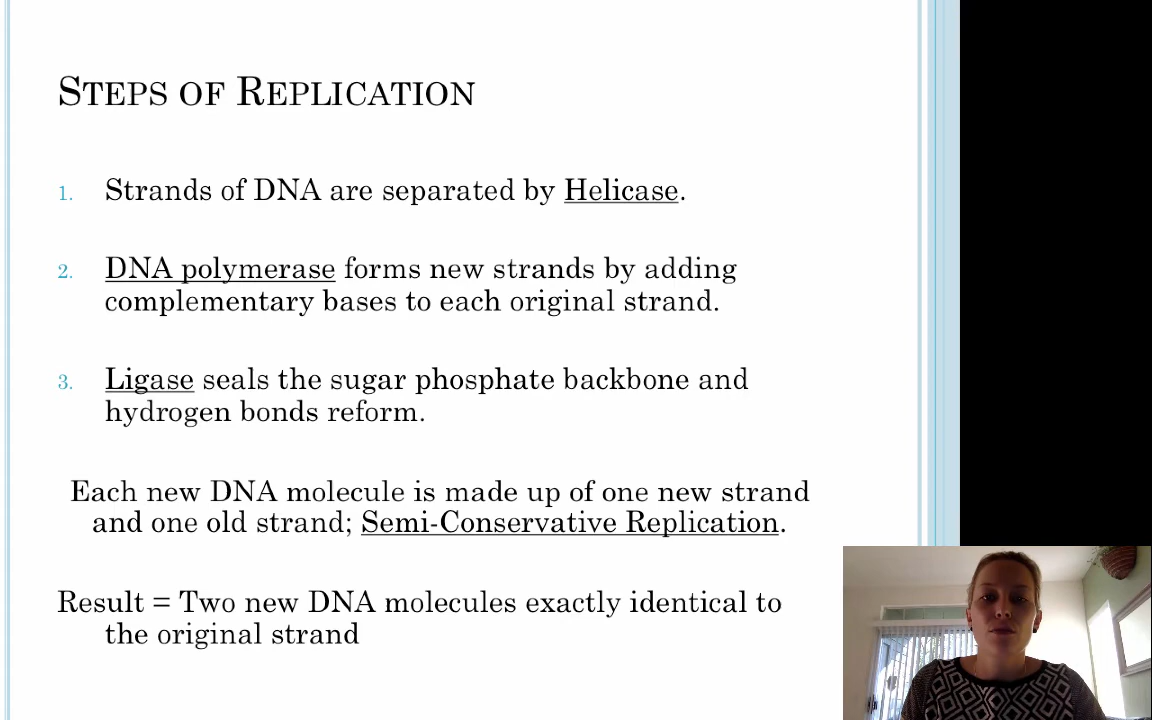 STEPS OF REPLICATION
1. Strands of DNA are separated by Helicase.
2. DNA polymerase forms new strands by adding
complementary bases to each original strand.
3. Ligase seals the sugar phosphate backbone and
hydrogen bonds reform.
Each new DNA molecule is made up of one new strand
and one old strand; Semi-Conservative Replication.
Result = Two new DNA molecules exactly identical to
the original strand